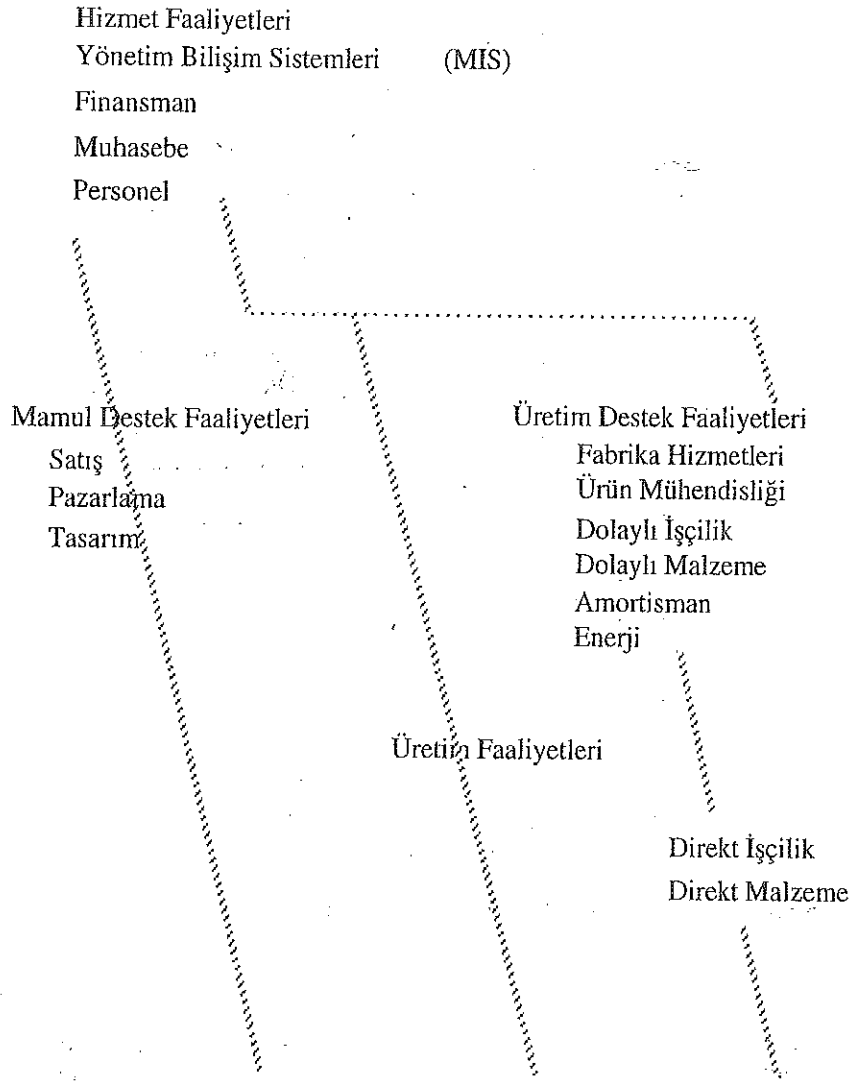 Hizmet Faaliyetleri
Yönetim Bilişim Sistemleri (MIS)
Finansman
Muhasebe
Personel
Mamul Destek Faaliyetleri
Satış
Pazarlama
Tasarım
Üretim Destek Faaliyetleri
Fabrika Hizmetleri
Ürün Mühendisliği
Dolaylı İşçilik
Dolaylı Malzeme
Amortisman
Enerji
Üretim Faaliyetleri
Direkt İşçilik
Direkt Malzeme